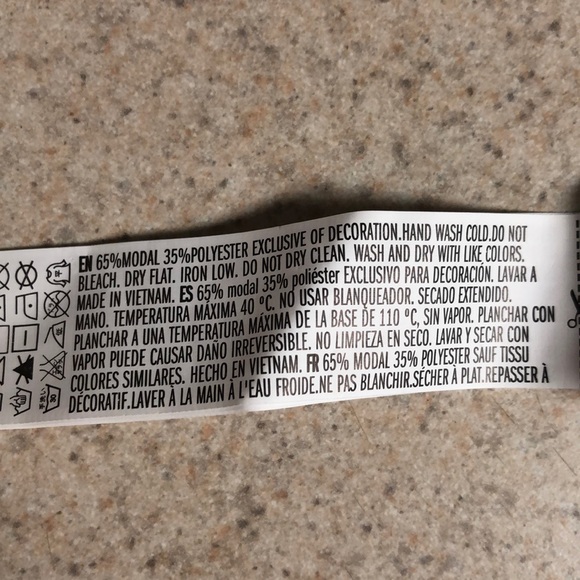 EN 65%MODAL 35%POLYESTER EXCLUSIVE OF DECORATION.HAND WASH COLD.DO NOT
BLEACH. DRY FLAT. IRON LOW. DO NOT DRY CLEAN. WASH AND DRY WITH LIKE COLORS.
MADE IN VIETNAM. ES 65% modal 35% poliéster EXCLUSIVO PARA DECORACIÓN. LAVAR A
MANO. TEMPERATURA MÁXIMA 40 ºC. NO USAR BLANQUEADOR. SECADO EXTENDIDO.
PLANCHAR A UNA TEMPERATURA MÁXIMA DE LA BASE DE 110 ºC, SIN VAPOR. PLANCHAR CON
VAPOR PUEDE CAUSAR DAÑO IRREVERSIBLE. NO LIMPIEZA EN SECO. LAVAR Y SECAR CON
COLORES SIMILARES. HECHO EN VIETNAM. FR 65% MODAL 35% POLYESTER SAUF TISSU
DÉCORATIF.LAVER À LA MAIN À L'EAU FROIDE.NE PAS BLANCHIR.SÉCHER À PLAT.REPASSER À